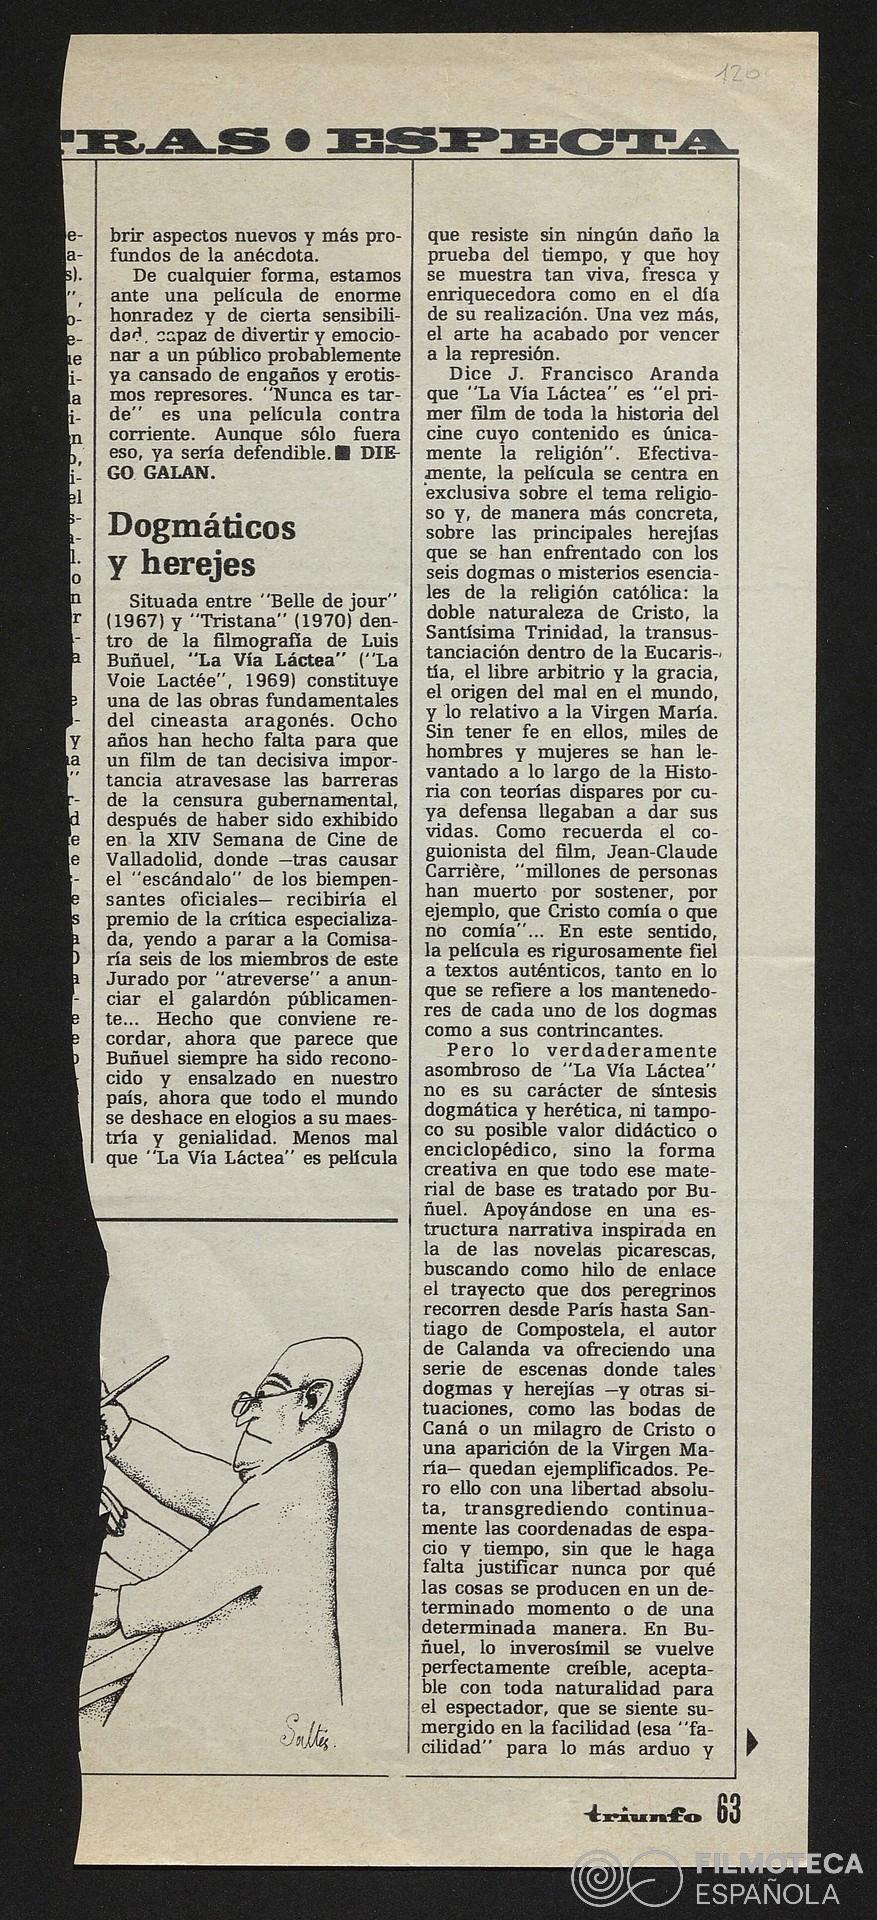 120
TRAS • ESPECTA
e-
a-
s).
",
o-
e-
ue
i-
la
i-
n
o,
i-
el
s-
a-
l.
o
n
r
-
a
e
-
y
na
"
r-
d
e
e
:-
e
s
a
O
a
-
e
e
o
-
brir aspectos nuevos y más pro-
fundos de la anécdota.
De cualquier forma, estamos
ante una película de enorme
honradez y de cierta sensibili-
dad, capaz de divertir y emocio-
nar a un público probablemente
ya cansado de engaños y erotis-
mos represores. "Nunca es tar-
de" es una película contra
corriente. Aunque sólo fuera
eso, ya sería defendible.■ DIE-
GO GALAN.
Dogmáticos
y herejes
Situada entre "Belle de jour"
(1967) y "Tristana" (1970) den-
tro de la filmografía de Luis
Buñuel, "La Vía Láctea" ("La
Voie Lactée", 1969) constituye
una de las obras fundamentales
del cineasta aragonés. Ocho
años han hecho falta para que
un film de tan decisiva impor-
tancia atravesase las barreras
de la censura gubernamental,
después de haber sido exhibido
en la XIV Semana de Cine de
Valladolid, donde —tras causar
el "escándalo" de los biempen-
santes oficiales— recibiría el
premio de la crítica especializa-
da, yendo a parar a la Comisa-
ría seis de los miembros de este
Jurado por "atreverse" a anun-
ciar el galardón públicamen-
te... Hecho que conviene re-
cordar, ahora que parece que
Buñuel siempre ha sido recono-
cido y ensalzado en nuestro
país, ahora que todo el mundo
se deshace en elogios a su maes-
tría y genialidad. Menos mal
que "La Vía Láctea" es película
que resiste sin ningún daño la
prueba del tiempo, y que hoy
se muestra tan viva, fresca y
enriquecedora como en el día
de su realización. Una vez más,
el arte ha acabado por vencer
a la represión.
Dice J. Francisco Aranda
que "La Vía Láctea" es "el pri-
mer film de toda la historia del
cine cuyo contenido es única-
mente la religión". Efectiva-
mente, la película se centra en
exclusiva sobre el tema religio-
so y, de manera más concreta,
sobre las principales herejías
que se han enfrentado con los
seis dogmas o misterios esencia-
les de la religión católica: la
doble naturaleza de Cristo, la
Santísima Trinidad, la transus-
tanciación dentro de la Eucaris-
tía, el libre arbitrio y la gracia,
el origen del mal en el mundo,
y lo relativo a la Virgen María.
Sin tener fe en ellos, miles de
hombres y mujeres se han le-
vantado a lo largo de la Histo-
ria con teorías dispares por cu-
ya defensa llegaban a dar sus
vidas. Como recuerda el co-
guionista del film, Jean-Claude
Carrière, "millones de personas
han muerto por sostener, por
ejemplo, que Cristo comía o que
no comía"... En este sentido,
la película es rigurosamente fiel
a textos auténticos, tanto en lo
que se refiere a los mantenedo-
res de cada uno de los dogmas
como a sus contrincantes.
Pero lo verdaderamente
asombroso de "La Vía Láctea"
no es su carácter de síntesis
dogmática y herética, ni tampo-
co su posible valor didáctico o
enciclopédico, sino la forma
creativa en que todo ese mate-
rial de base es tratado por Bu-
ñuel. Apoyándose en una es-
tructura narrativa inspirada en
la de las novelas picarescas,
buscando como hilo de enlace
el trayecto que dos peregrinos
recorren desde París hasta San-
tiago de Compostela, el autor
de Calanda va ofreciendo una
serie de escenas donde tales
dogmas y herejías —y otras si-
tuaciones, como las bodas de
Caná o un milagro de Cristo o
una aparición de la Virgen Ma-
ría— quedan ejemplificados. Pe-
ro ello con una libertad absolu-
ta, transgrediendo continua-
mente las coordenadas de espa-
cio y tiempo, sin que le haga
falta justificar nunca por qué
las cosas se producen en un de-
terminado momento o de una
determinada manera. En Bu-
ñuel, lo inverosímil se vuelve
perfectamente creíble, acepta-
ble con toda naturalidad para
el espectador, que se siente su-
mergido en la facilidad (esa "fa-
cilidad" para lo más arduo y
Saltés.
triunfo 63
FILMOTECA
ESPAÑOLA